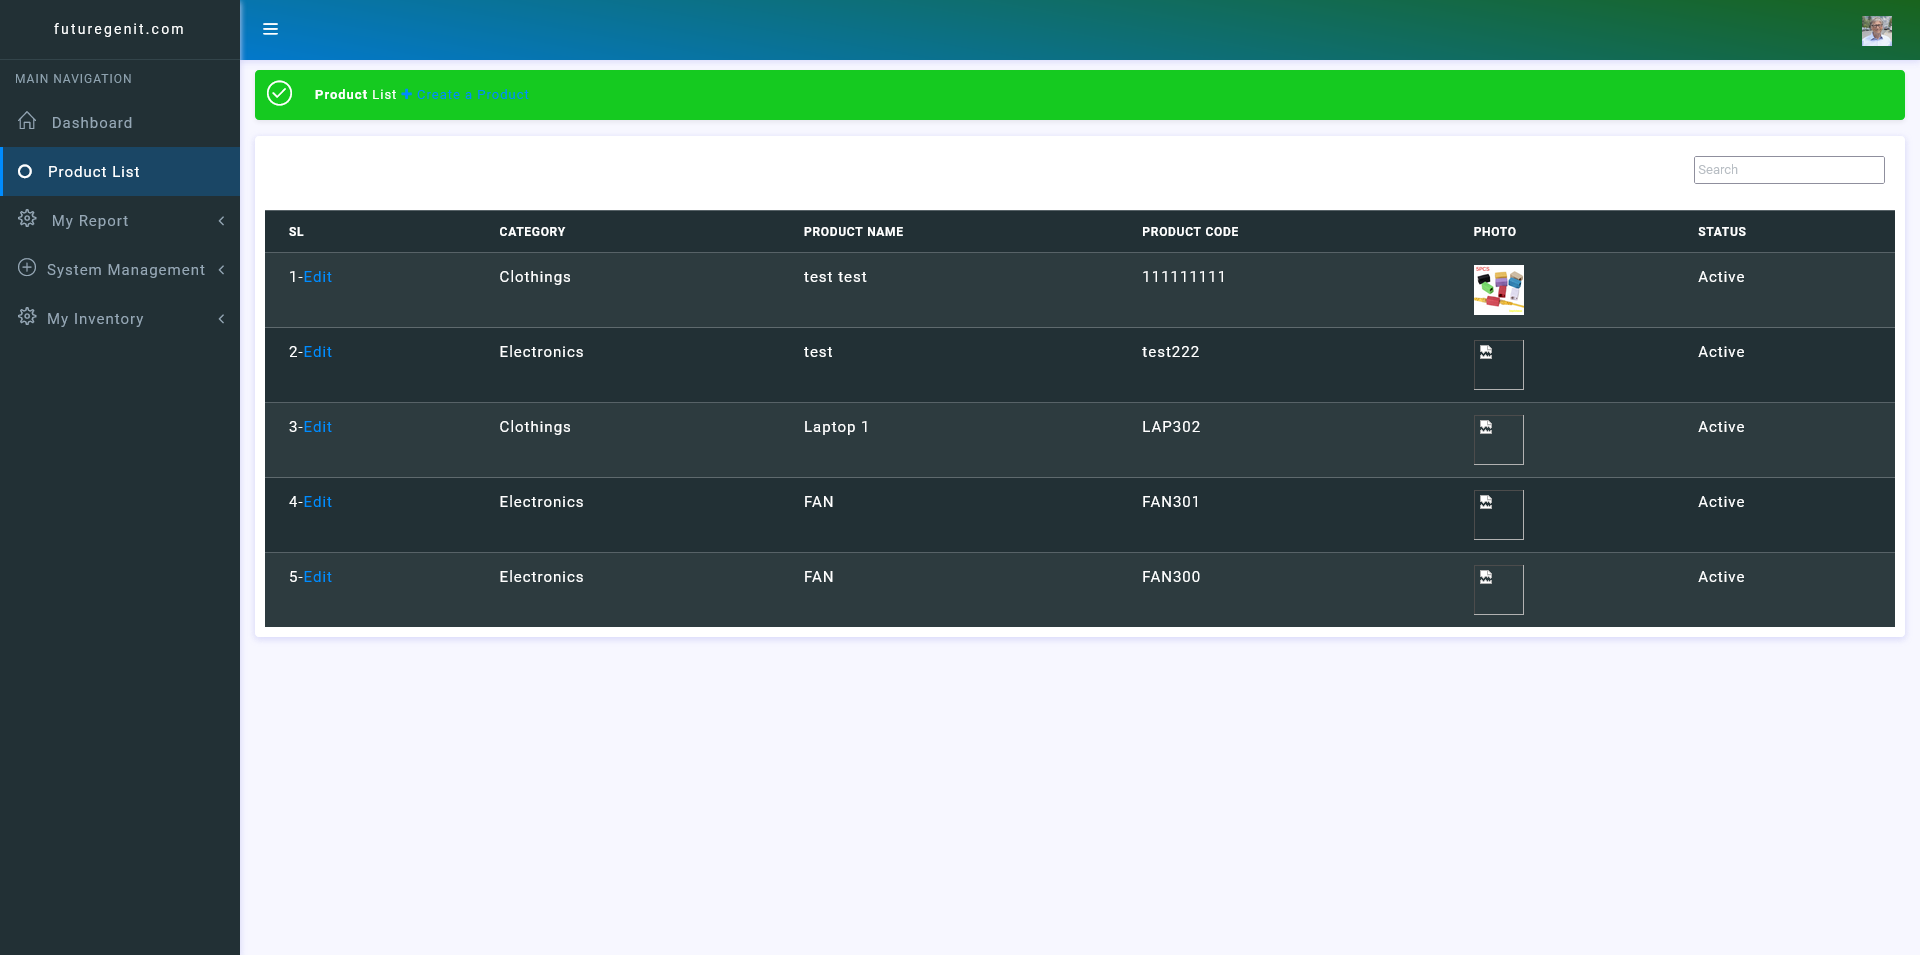 futuregenit.com
MAIN NAVIGATION
Dashboard
Product List
My Report
System Management
My Inventory
Product List + Create a Product
Search
SL CATEGORY PRODUCT NAME PRODUCT CODE PHOTO STATUS
1-Edit Clothings test test 111111111 5PCS Active
2-Edit Electronics test test222 Active
3-Edit Clothings Laptop 1 LAP302 Active
4-Edit Electronics FAN FAN301 Active
5-Edit Electronics FAN FAN300 Active